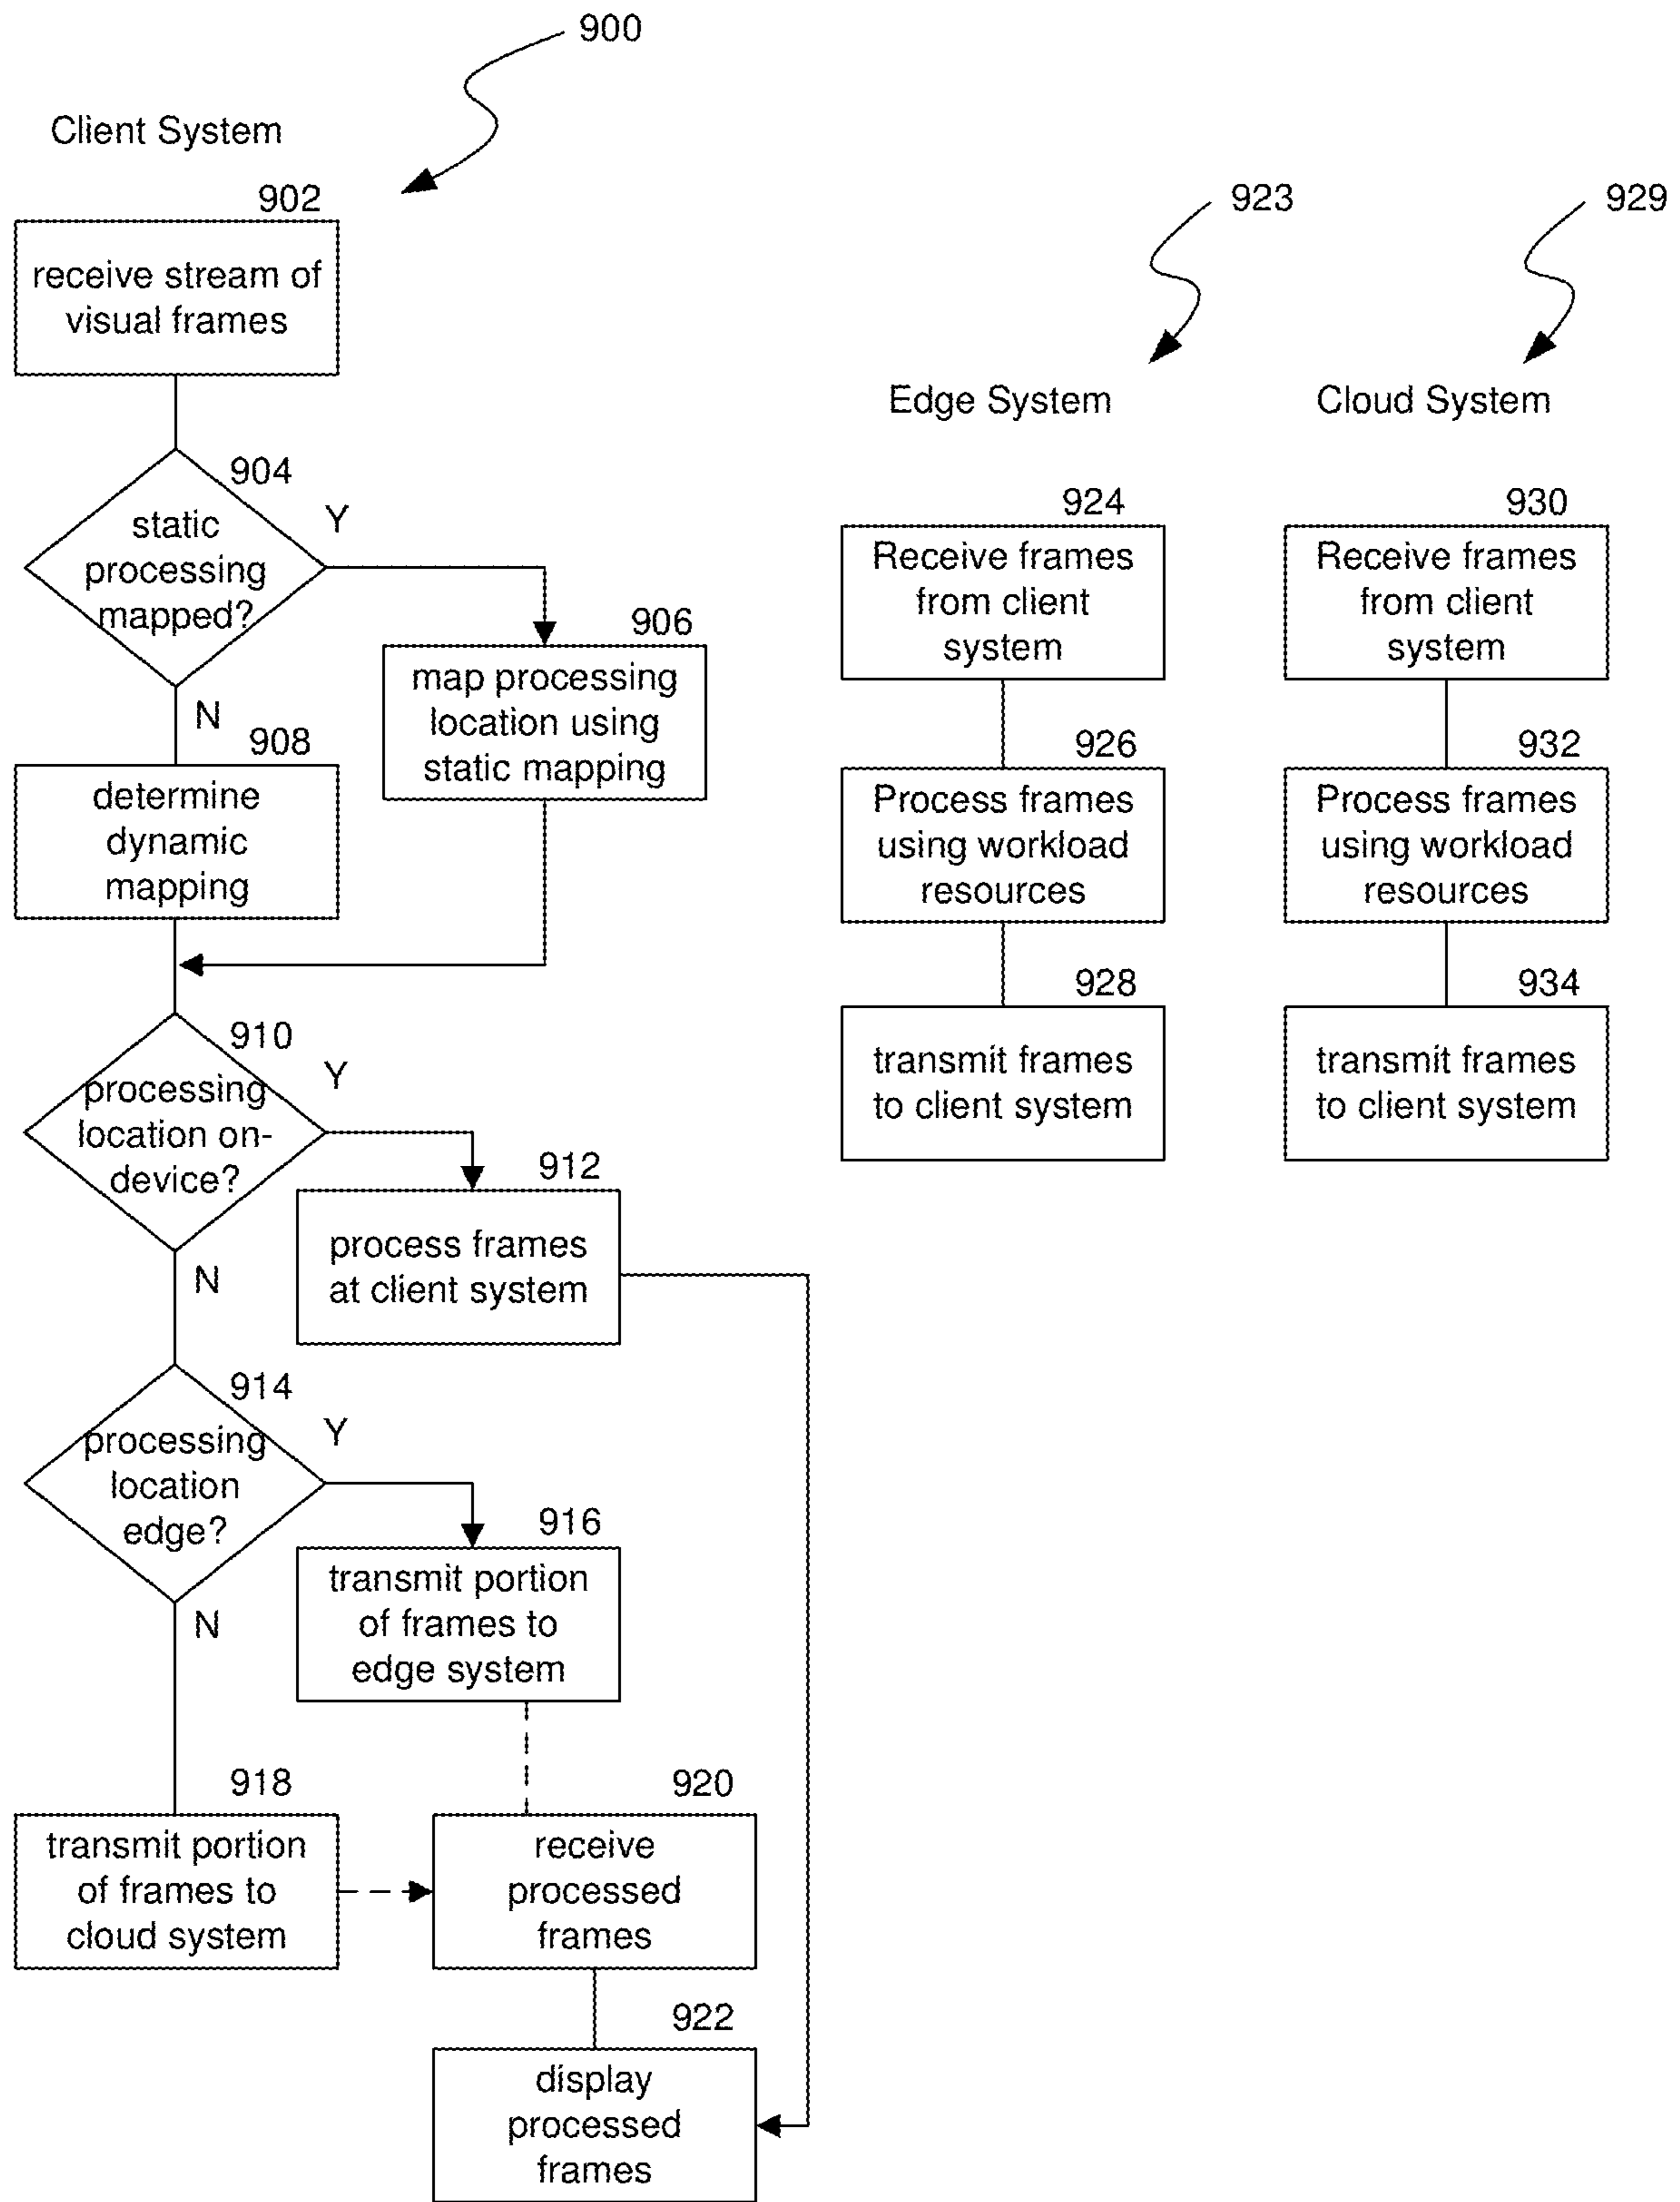 900
Client System
902
receive stream of
visual frames
904
static
processing
mapped?
Y
N
906
map processing
location using
static mapping
908
determine
dynamic
mapping
910
processing
location on-
device?
Y
N
912
process frames
at client system
914
processing
location
edge?
Y
N
916
transmit portion
of frames to
edge system
918
transmit portion
of frames to
cloud system
920
receive
processed
frames
922
display
processed
frames
923
Edge System
924
Receive frames
from client
system
926
Process frames
using workload
resources
928
transmit frames
to client system
929
Cloud System
930
Receive frames
from client
system
932
Process frames
using workload
resources
934
transmit frames
to client system